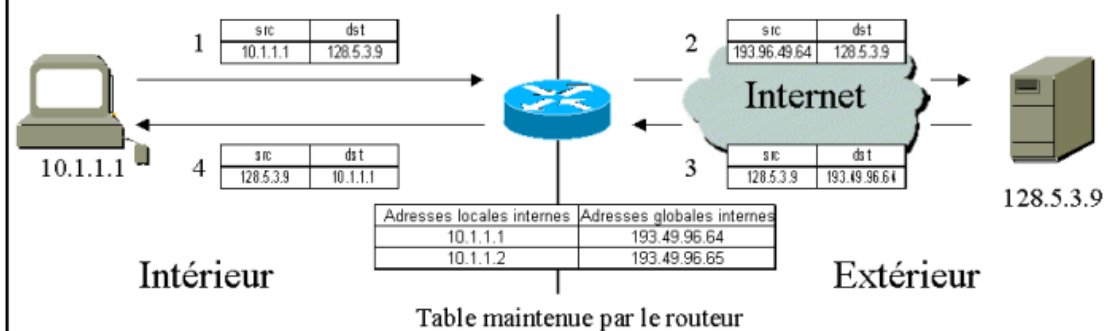 1
src dst
10.1.1.1 128.5.3.9
2
src dst
193.96.49.64 128.5.3.9
Internet
10.1.1.1
4
src dst
128.5.3.9 10.1.1.1
3
src dst
128.5.3.9 193.49.96.64
128.5.3.9
Adresses locales internes Adresses globales internes
10.1.1.1 193.49.96.64
10.1.1.2 193.49.96.65
Intérieur
Extérieur
Table maintenue par le routeur